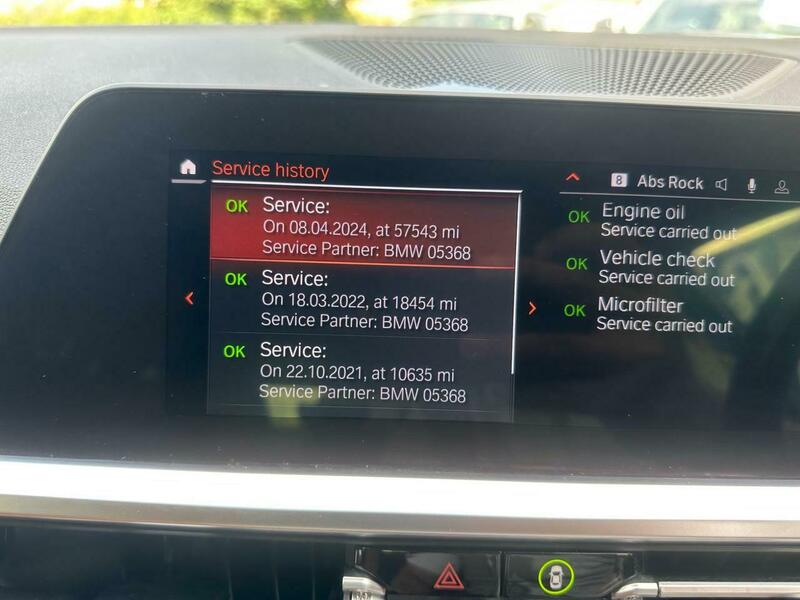 Service history
OK Service:
On 08.04.2024, at 57543 mi
Service Partner: BMW 05368
OK Service:
On 18.03.2022, at 18454 mi
Service Partner: BMW 05368
OK Service:
On 22.10.2021, at 10635 mi
Service Partner: BMW 05368
8 Abs Rock
OK Engine oil
Service carried out
OK Vehicle check
Service carried out
OK Microfilter
Service carried out